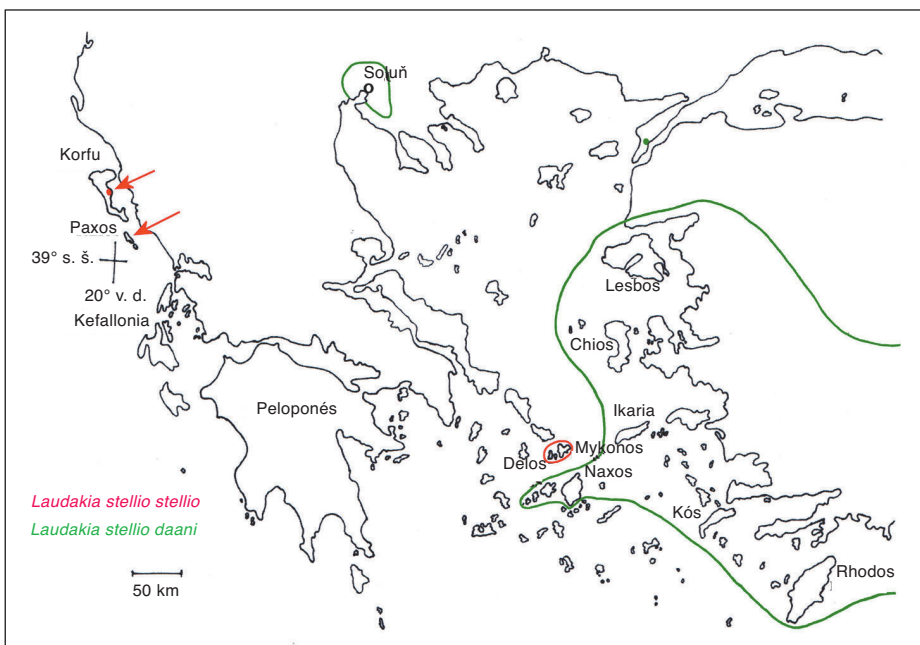 Soluň
Korfu
Paxos
39° s. š.
20° v. d.
Kefallonia
Lesbos
Chios
Peloponés
Ikaria
Mykonos
Delos
Naxos
Laudakia stellio stellio
Laudakia stellio daani
Kós
Rhodos
50 km